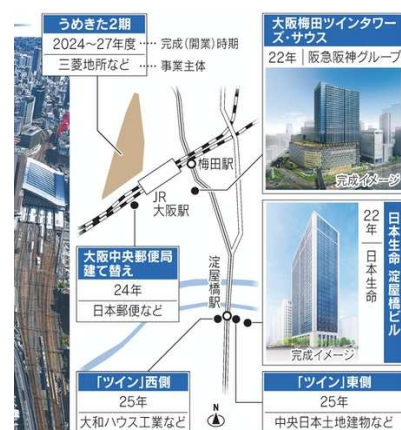 うめきた2期
2024～27年度 ‥‥ 完成(開業)時期
三菱地所など ‥‥ 事業主体
大阪梅田ツインタワー
ズ・サウス
22年 阪急阪神グループ
完成イメージ
梅田駅
JR
大阪駅
大阪中央郵便局
建て替え
24年
日本郵便など
淀屋橋駅
日本生命 淀屋橋ビル
22年 日本生命
完成イメージ
「ツイン」西側
25年
大和ハウス工業など
N
「ツイン」東側
25年
中央日本土地建物など